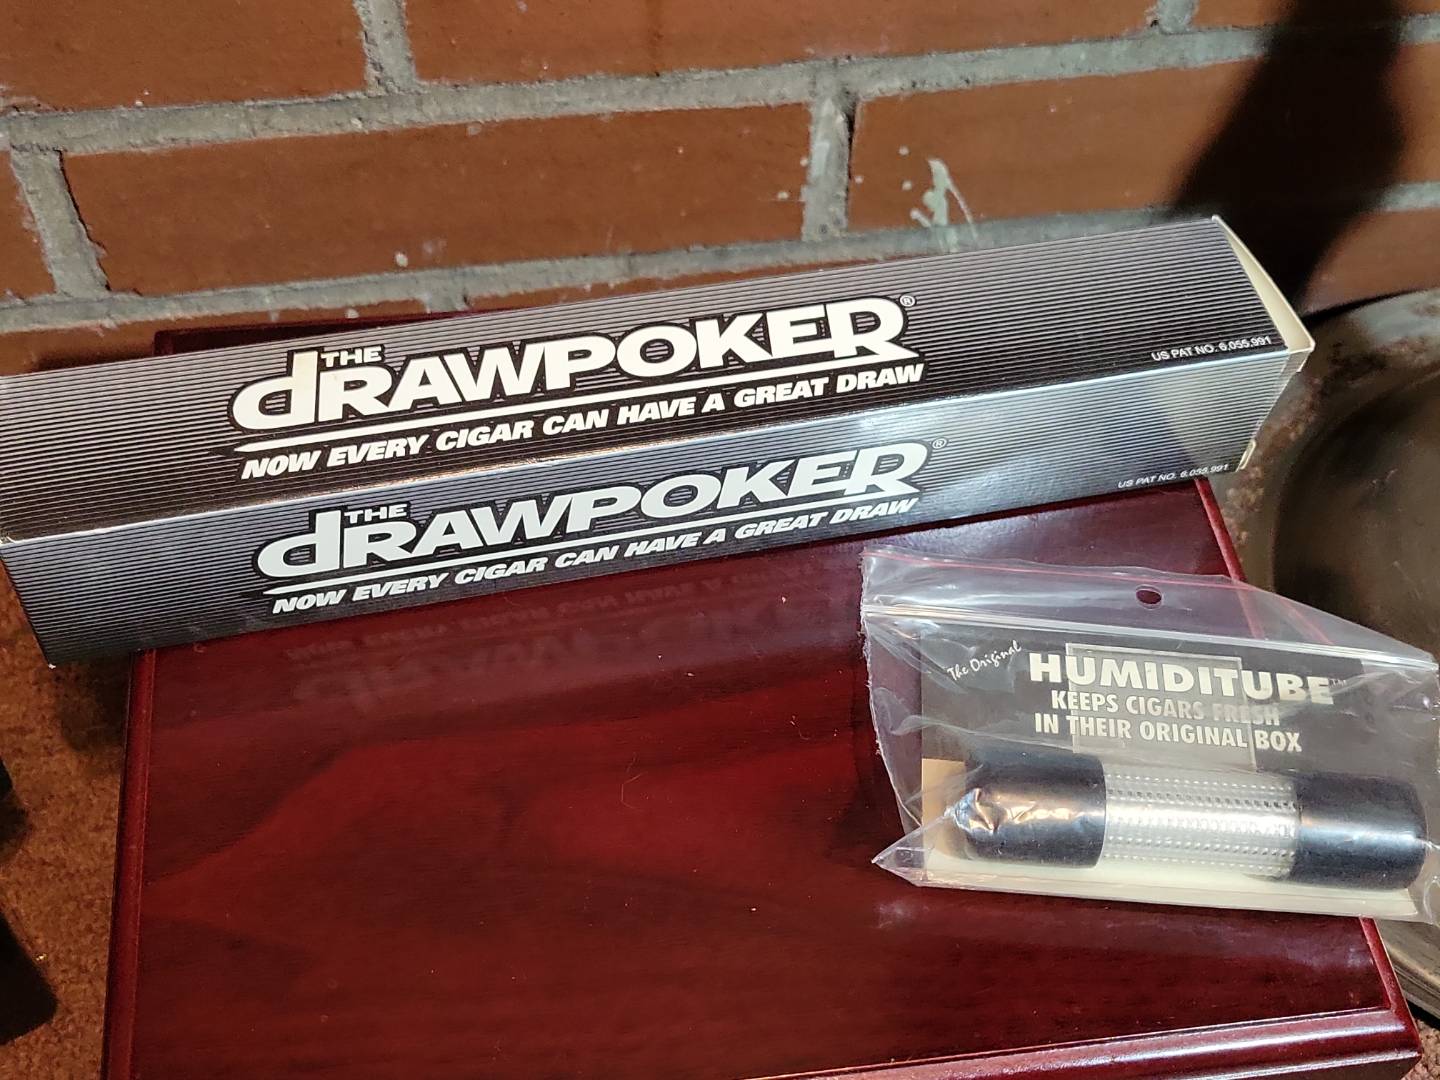 THE
dRAWPOKER®
NOW EVERY CIGAR CAN HAVE A GREAT DRAW
US PAT NO. 6,055,991
THE
dRAWPOKER®
NOW EVERY CIGAR CAN HAVE A GREAT DRAW
US PAT NO. 6,055,991
The Original
HUMIDITUBE™
KEEPS CIGARS FRESH
IN THEIR ORIGINAL BOX